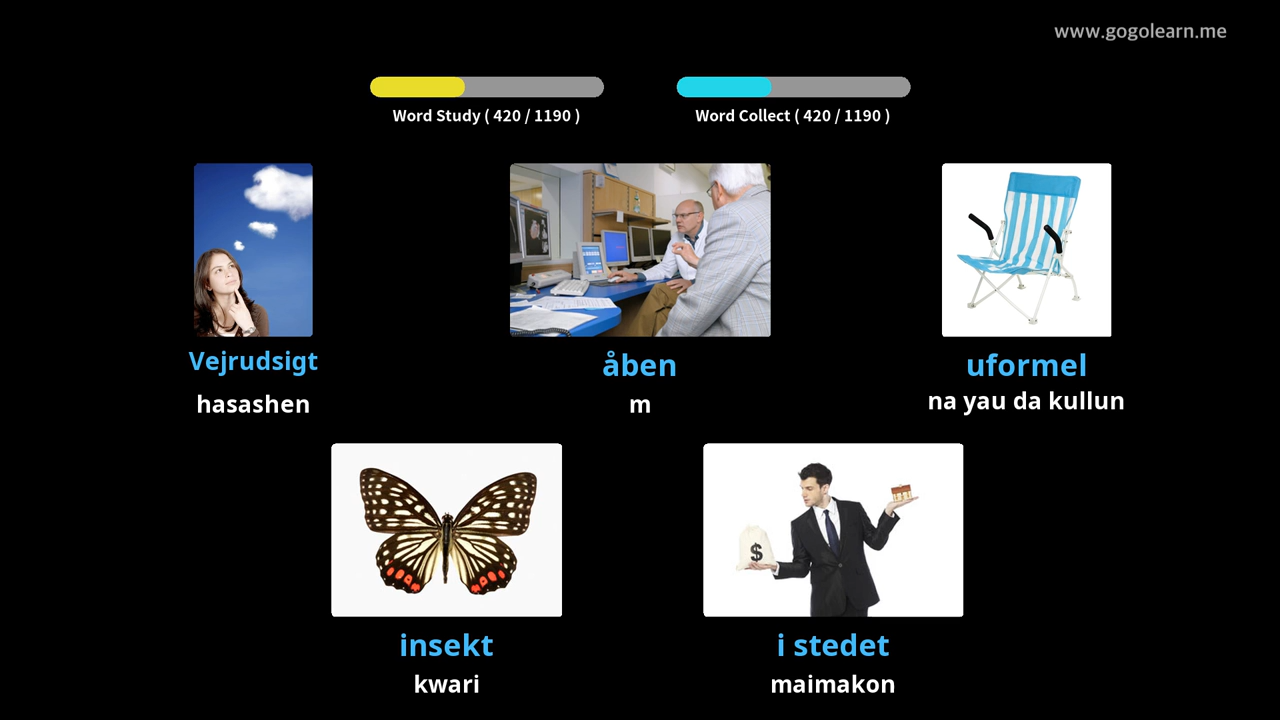 www.gogolearn.me
Word Study ( 420 / 1190 )
Word Collect ( 420 / 1190 )
Vejrudsigt
hasashen
åben
m
uformel
na yau da kullun
$
insekt
kwari
i stedet
maimakon